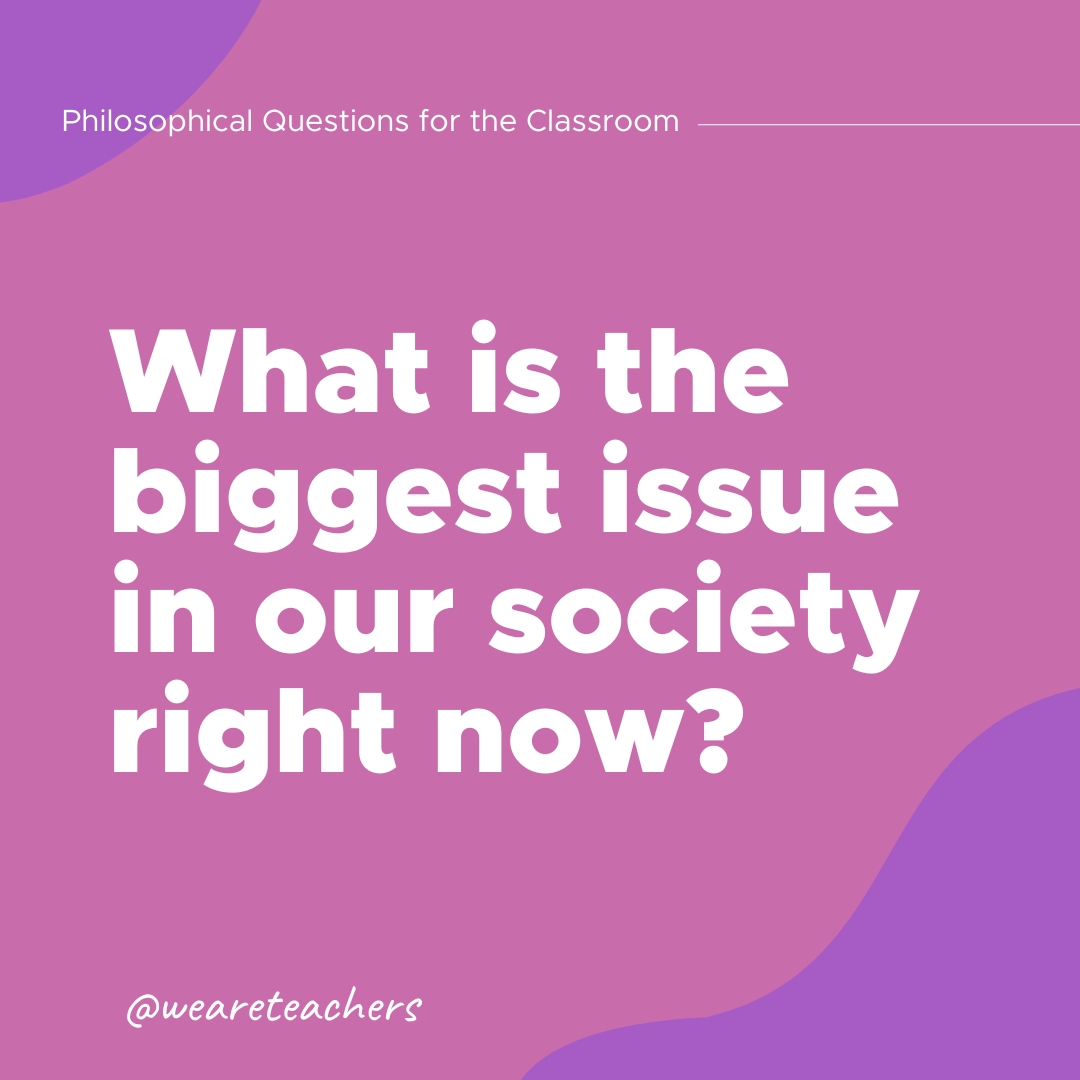 Philosophical Questions for the Classroom
What is the
biggest issue
in our society
right now?
@weareteachers